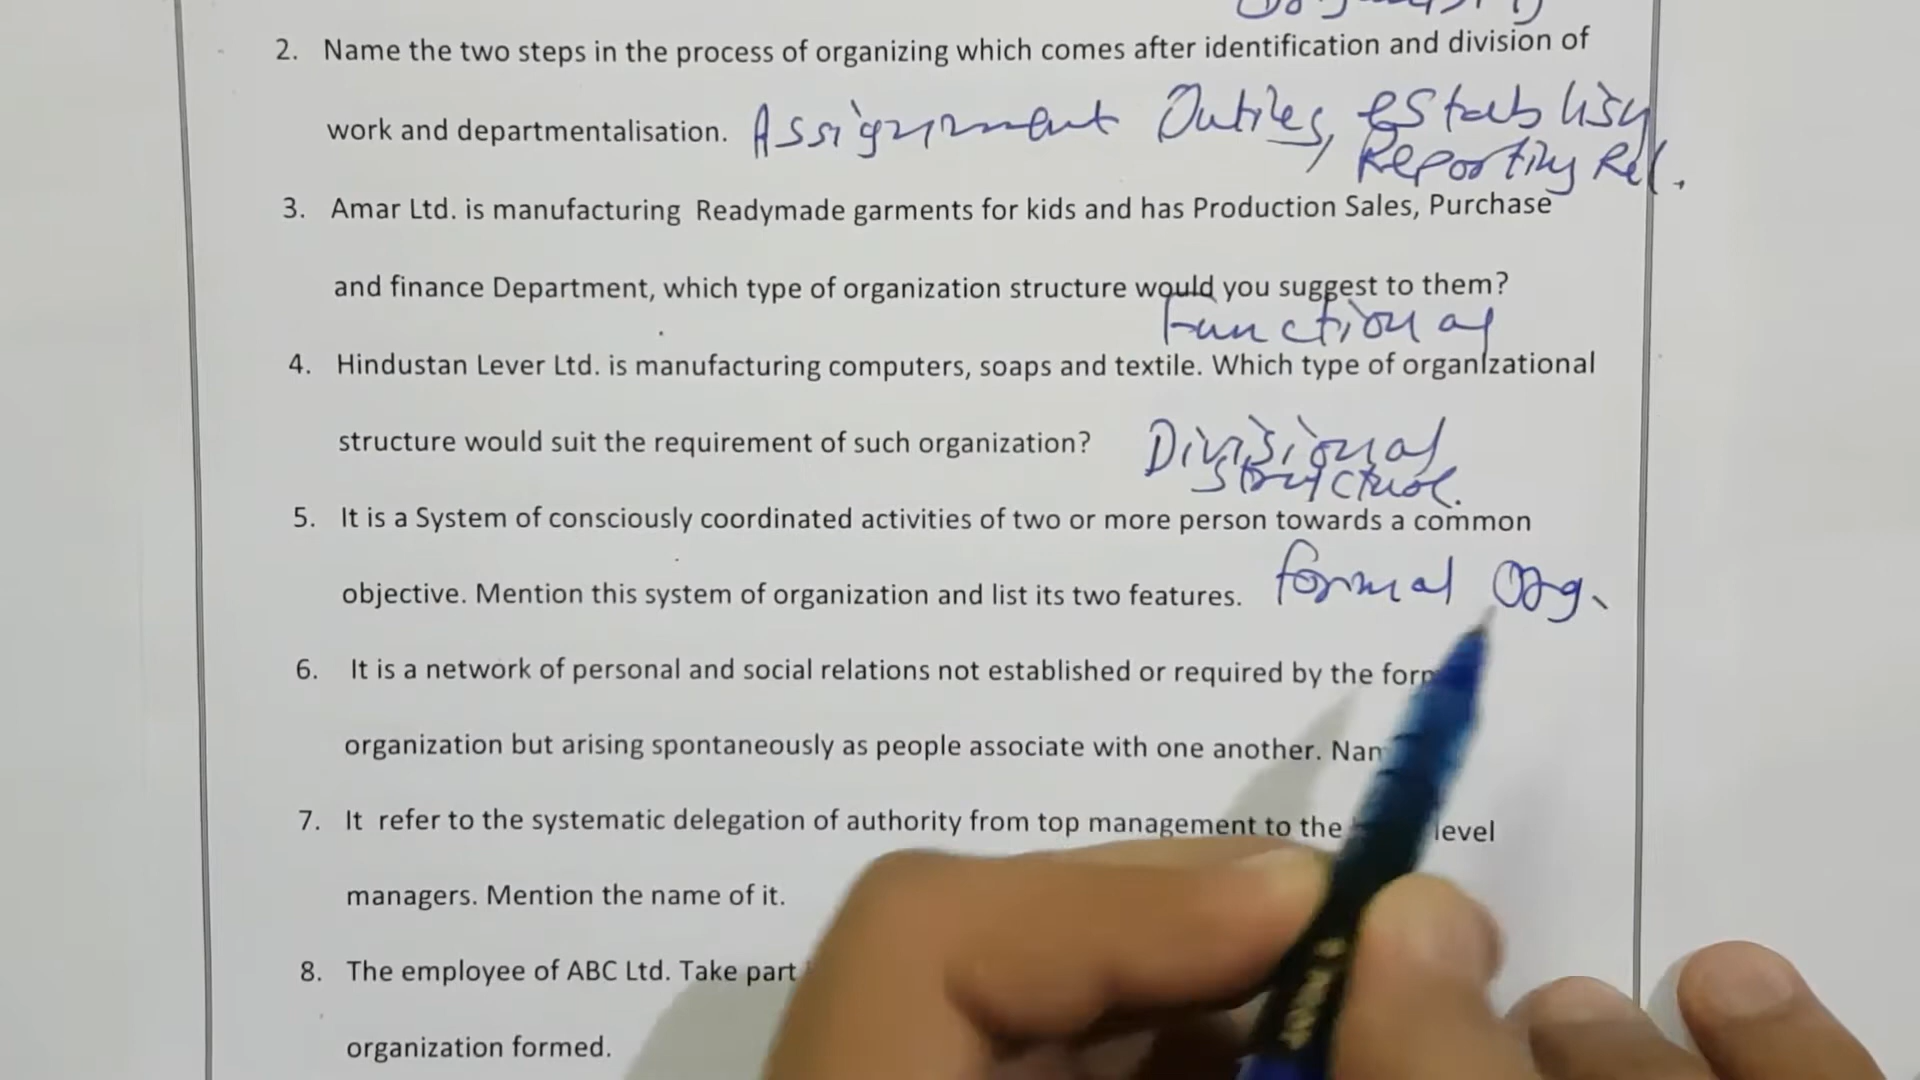 2. Name the two steps in the process of organizing which comes after identification and division of
work and departmentalisation. Assignment Duties, establish
Reporting Rel.
3. Amar Ltd. is manufacturing Readymade garments for kids and has Production Sales, Purchase
and finance Department, which type of organization structure would you suggest to them?
Functional
4. Hindustan Lever Ltd. is manufacturing computers, soaps and textile. Which type of organizational
structure would suit the requirement of such organization? Divisional
structure.
5. It is a System of consciously coordinated activities of two or more person towards a common
objective. Mention this system of organization and list its two features. formal Org.
6. It is a network of personal and social relations not established or required by the
organization but arising spontaneously as people associate with one another.
7. It refer to the systematic delegation of authority from top management to the level
managers. Mention the name of it.
8. The employee of ABC Ltd. Take part
organization formed.